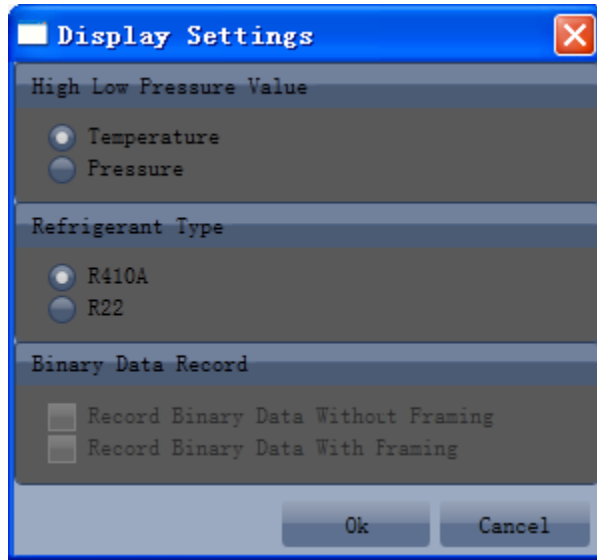 Display Settings
High Low Pressure Value
Temperature
Pressure
Refrigerant Type
R410A
R22
Binary Data Record
Record Binary Data Without Framing
Record Binary Data With Framing
Ok
Cancel